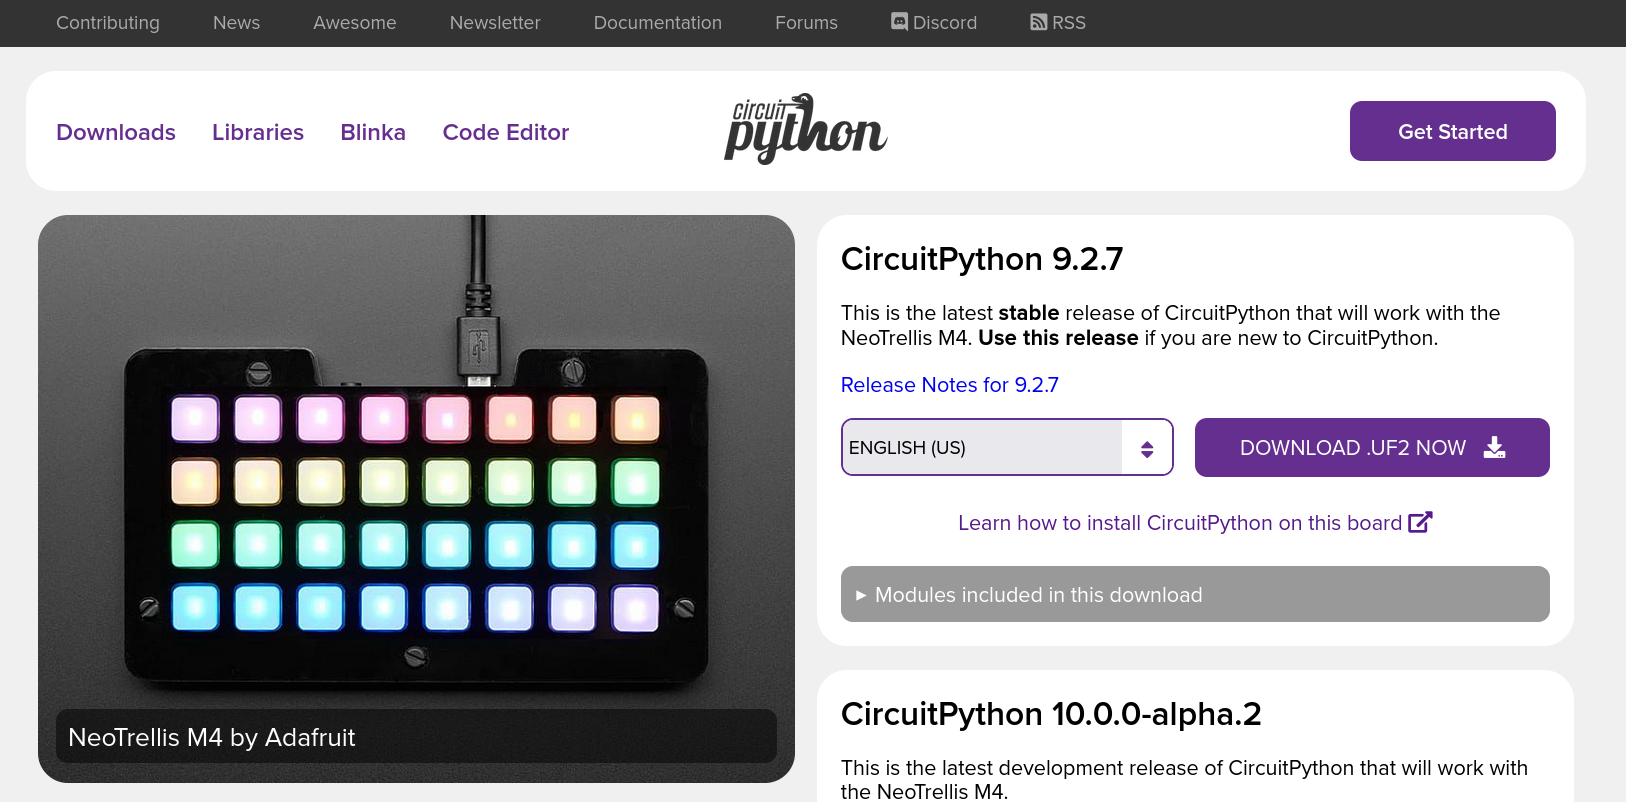 Contributing News Awesome Newsletter Documentation Forums Discord RSS
Downloads Libraries Blinka Code Editor
circuit
python
Get Started
NeoTrellis M4 by Adafruit
CircuitPython 9.2.7
This is the latest stable release of CircuitPython that will work with the
NeoTrellis M4. Use this release if you are new to CircuitPython.
Release Notes for 9.2.7
ENGLISH (US)
DOWNLOAD .UF2 NOW
Learn how to install CircuitPython on this board
▸ Modules included in this download
CircuitPython 10.0.0-alpha.2
This is the latest development release of CircuitPython that will work with
the NeoTrellis M4.